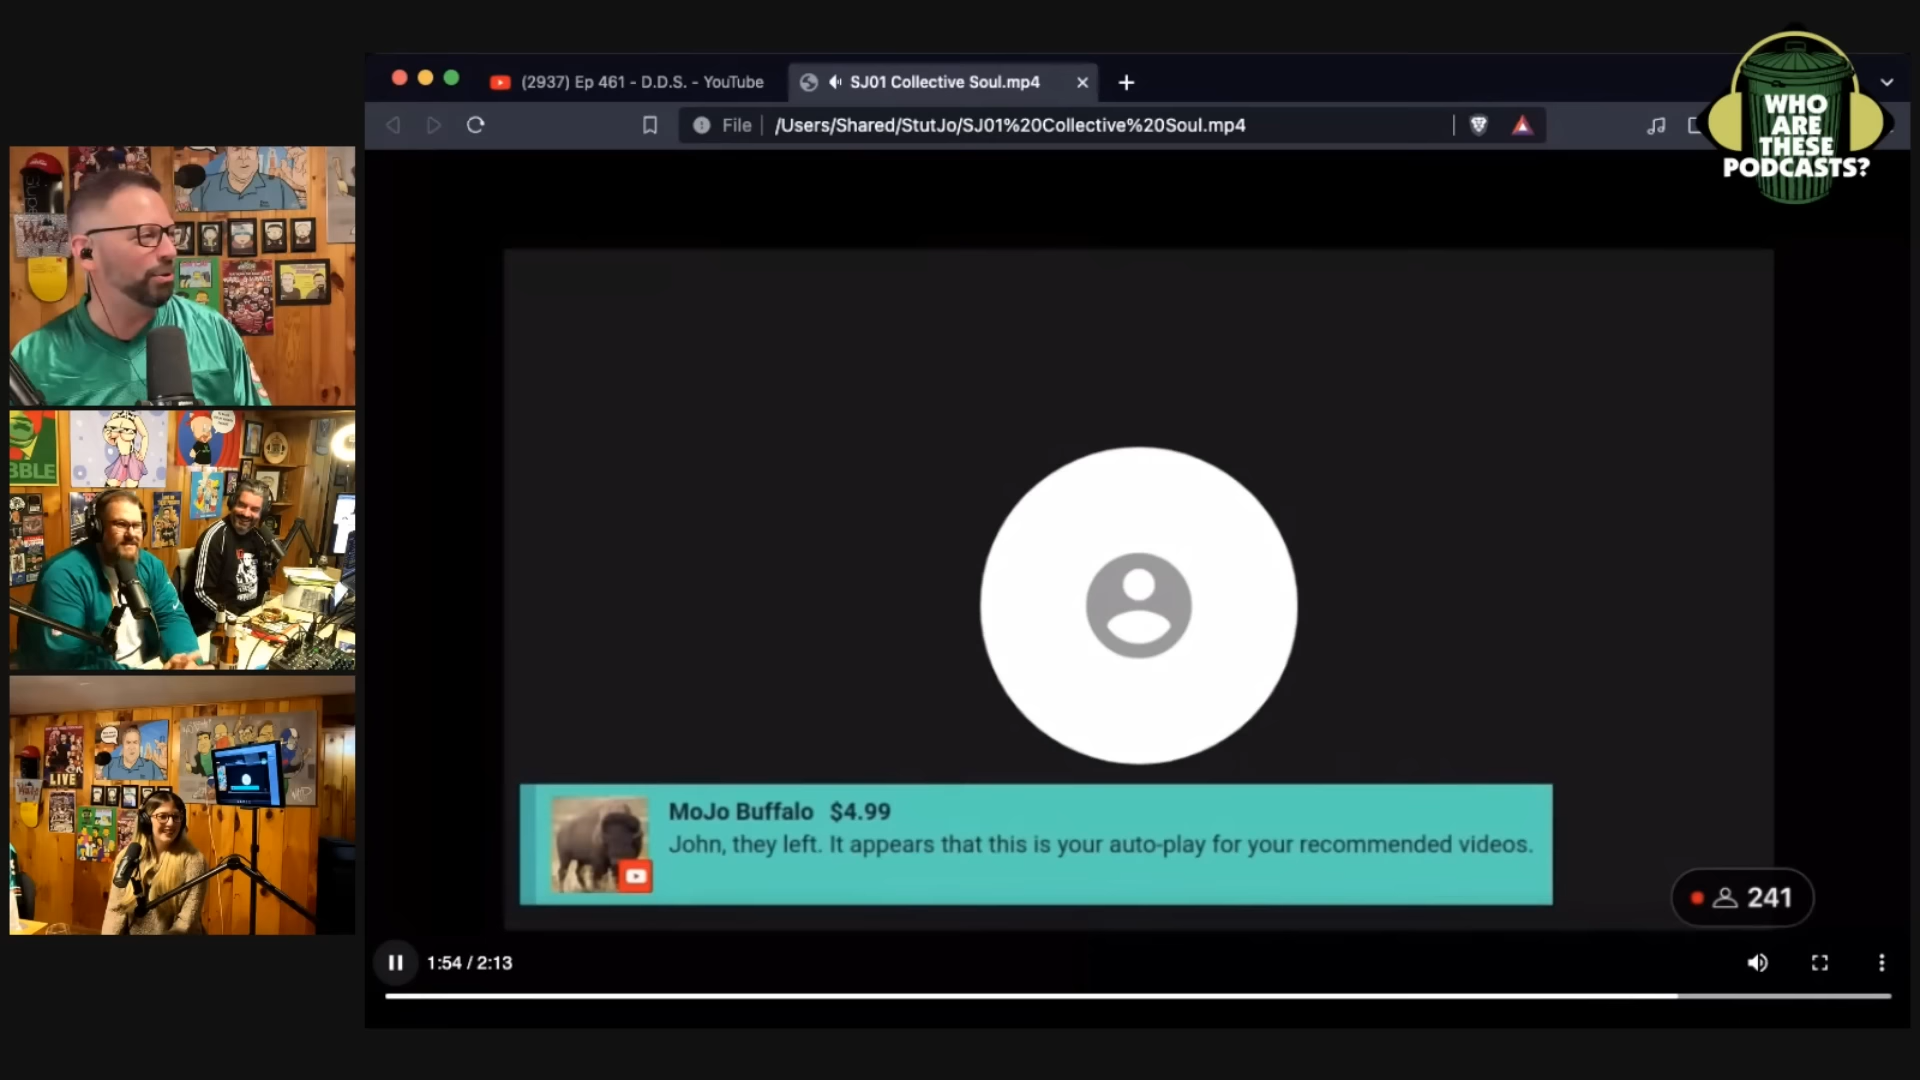 (2937) Ep 461 - D.D.S. - YouTube
SJ01 Collective Soul.mp4
File
/Users/Shared/StutJo/SJ01%20Collective%20Soul.mp4
WHO
ARE
THESE
PODCASTS?
BBLE
LIVE
MoJo Buffalo $4.99
John, they left. It appears that this is your auto-play for your recommended videos.
241
1:54 / 2:13